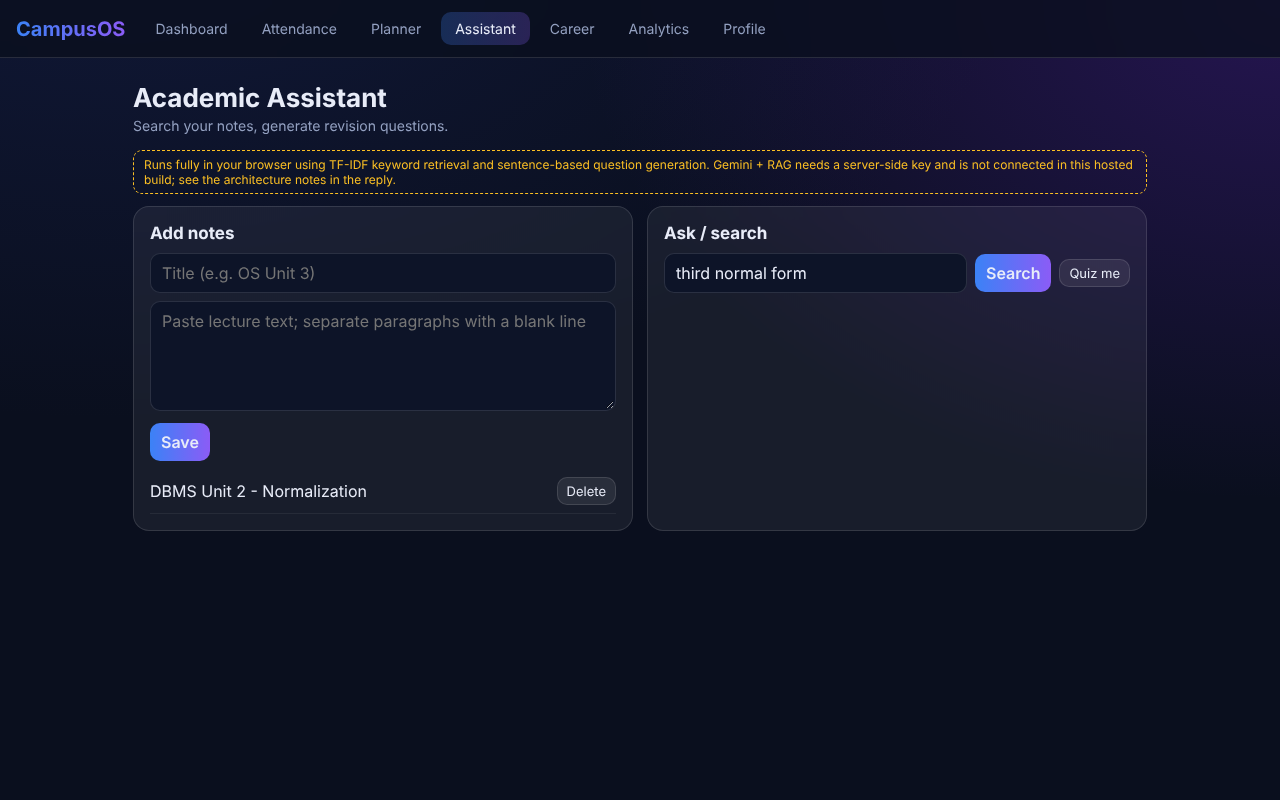 CampusOS Dashboard Attendance Planner Assistant Career Analytics Profile
Academic Assistant
Search your notes, generate revision questions.
Runs fully in your browser using TF-IDF keyword retrieval and sentence-based question generation. Gemini + RAG needs a server-side key and is not connected in this hosted
build; see the architecture notes in the reply.
Add notes
Title (e.g. OS Unit 3)
Paste lecture text; separate paragraphs with a blank line
Save
DBMS Unit 2 - Normalization Delete
Ask / search
third normal form Search Quiz me